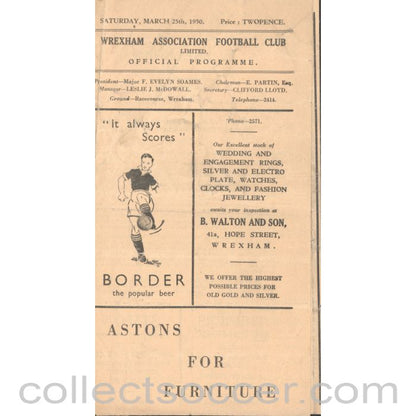 SATURDAY, MARCH 25th, 1950. Price : TWOPENCE.
WREXHAM ASSOCIATION FOOTBALL CLUB
LIMITED.
OFFICIAL PROGRAMME.
President—Major F. EVELYN SOAMES. Chairman—E. PARTIN, Esq.
Manager—LESLIE J. McDOWALL. Secretary—CLIFFORD LLOYD.
Ground—Racecourse, Wrexham. Telephone—2414.
"It always
Scores"
BORDER
the popular beer
'Phone—2571.
Our Excellent stock of
WEDDING AND
ENGAGEMENT RINGS,
SILVER AND ELECTRO
PLATE, WATCHES,
CLOCKS, AND FASHION
JEWELLERY
awaits your inspection at
B. WALTON AND SON,
41a, HOPE STREET,
WREXHAM.
WE OFFER THE HIGHEST
POSSIBLE PRICES FOR
OLD GOLD AND SILVER.
ASTONS
FOR
FURNITURE
collectsoccer.com